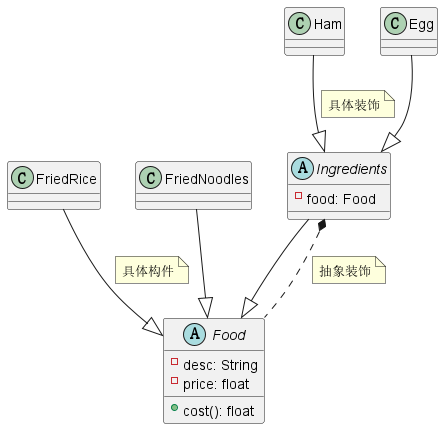 C Ham
C Egg
具体装饰
C FriedRice
C FriedNoodles
A Ingredients
food: Food
具体构件
抽象装饰
A Food
desc: String
price: float
cost(): float